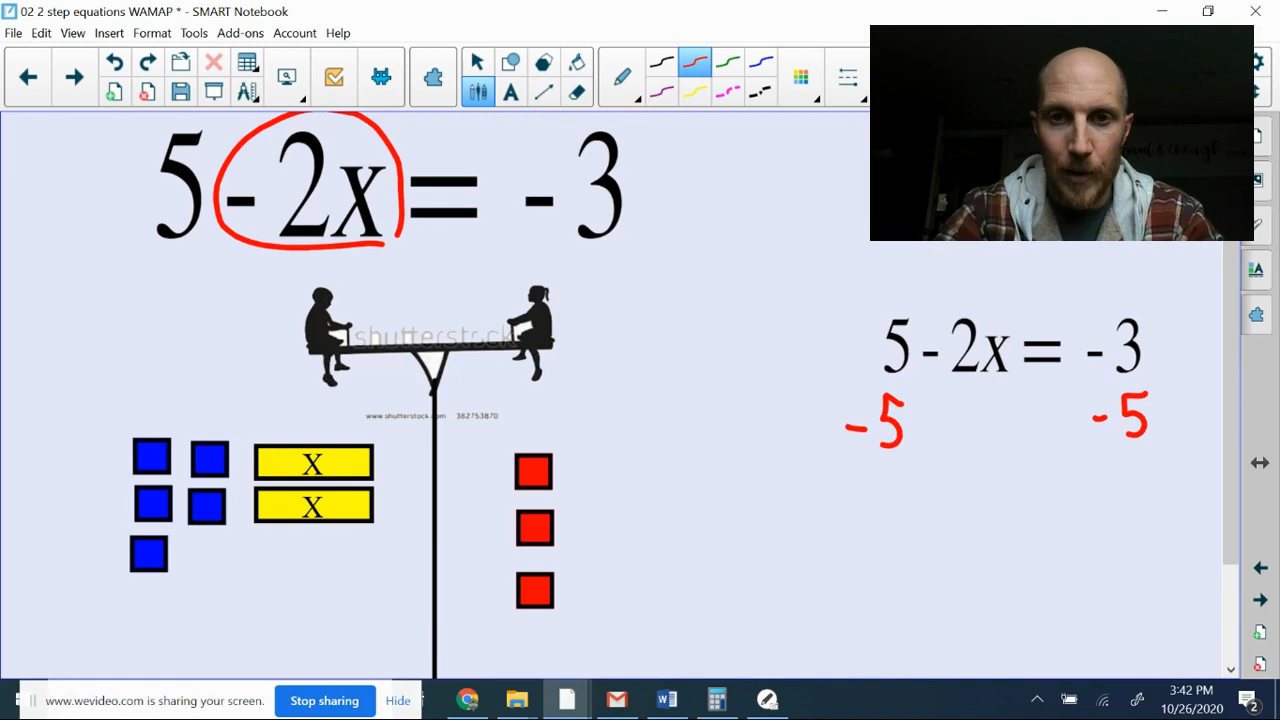 02 2 step equations WAMAP * - SMART Notebook
File Edit View Insert Format Tools Add-ons Account Help
5 - 2x = - 3
shutterstock
www.shutterstock.com 382753870
5 - 2x = - 3
-5 -5
X
X
www.wevideo.com is sharing your screen. Stop sharing Hide
3:42 PM
10/26/2020
2